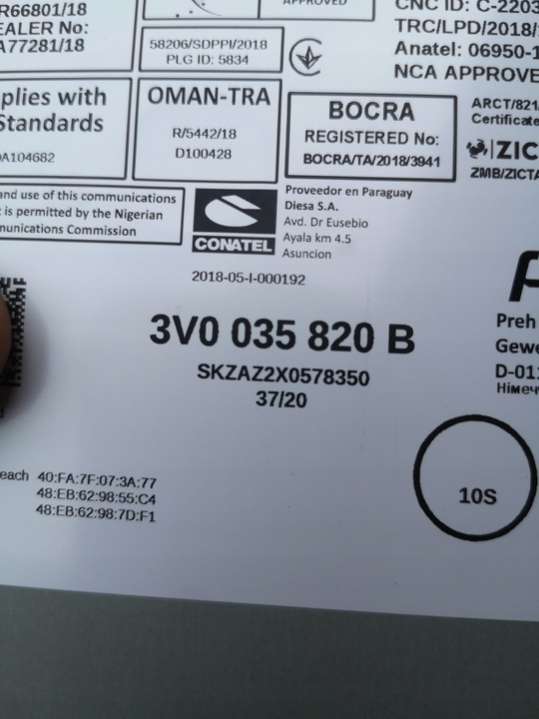 R66801/18
EALER No:
A77281/18
APPROVED
58206/SDPPI/2018
PLG ID: 5834
CNC ID: C-2203
TRC/LPD/2018/
Anatel: 06950-1
NCA APPROVE
plies with
Standards
DA104682
OMAN-TRA
R/5442/18
D100428
BOCRA
REGISTERED No:
BOCRA/TA/2018/3941
ARCT/821/
Certificate
ZIC
ZMB/ZICTA
and use of this communications
t is permitted by the Nigerian
munications Commission
CONATEL
Proveedor en Paraguay
Diesa S.A.
Avd. Dr Eusebio
Ayala km 4.5
Asuncion
2018-05-I-000192
3V0 035 820 B
SKZAZ2X0578350
37/20
Preh
Gewe
D-01
Німеч
each 40:FA:7F:07:3A:77
48:EB:62:98:55:C4
48:EB:62:98:7D:F1
10S